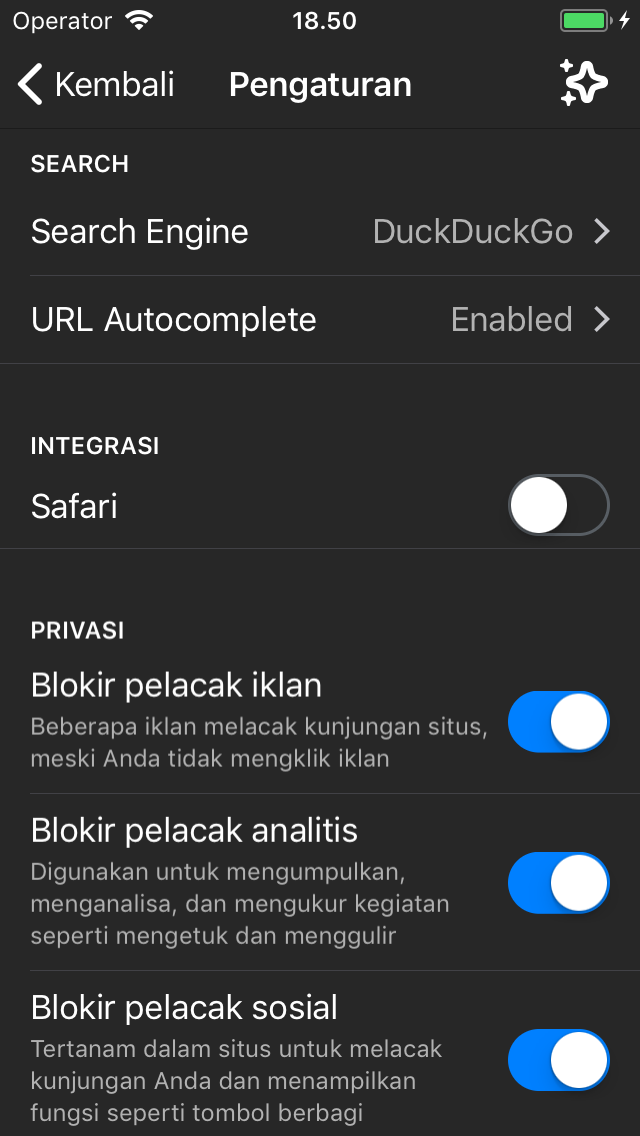 Operator 18.50
Kembali Pengaturan
SEARCH
Search Engine DuckDuckGo
URL Autocomplete Enabled
INTEGRASI
Safari
PRIVASI
Blokir pelacak iklan
Beberapa iklan melacak kunjungan situs,
meski Anda tidak mengklik iklan
Blokir pelacak analitis
Digunakan untuk mengumpulkan,
menganalisa, dan mengukur kegiatan
seperti mengetuk dan menggulir
Blokir pelacak sosial
Tertanam dalam situs untuk melacak
kunjungan Anda dan menampilkan
fungsi seperti tombol berbagi